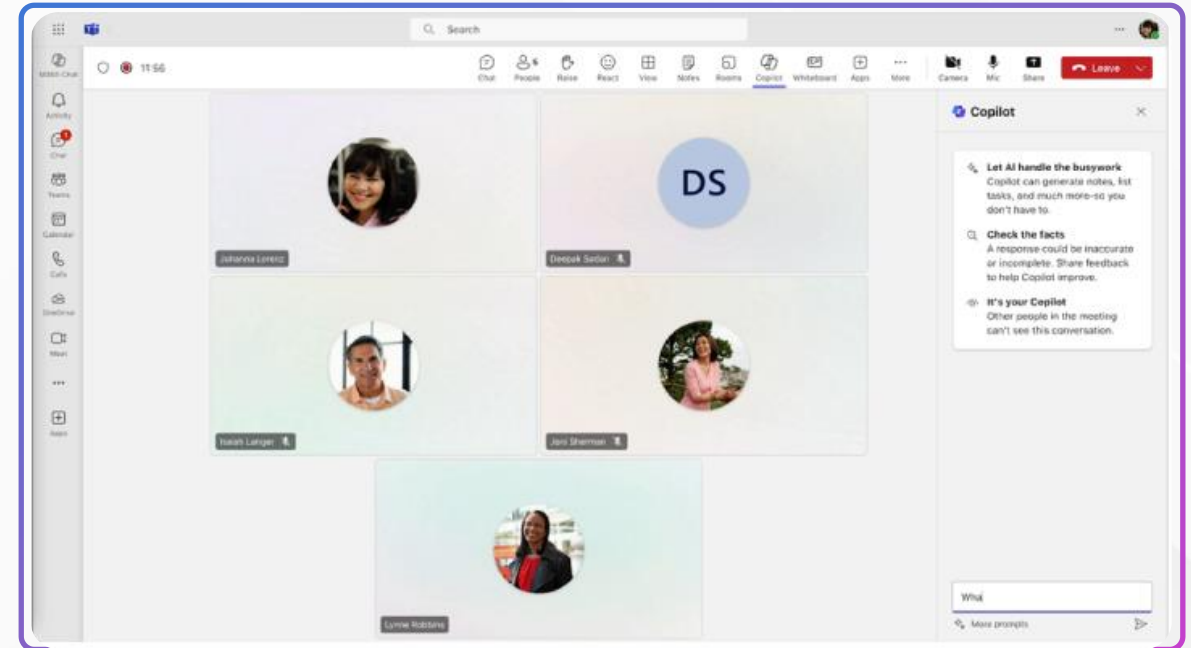 Search
11:56
Chat
People
6
Raise
React
View
Notes
Rooms
Copilot
Whiteboard
Apps
More
Camera
Mic
Share
Leave
Activity
Chat
1
Teams
Calendar
Calls
OneDrive
Meet
Apps
Johanna Lorenz
DS
Deepak
Isaiah Langer
Joni Sherman
Lynne Robbins
Copilot
Let AI handle the busywork
Copilot can generate notes, list
tasks, and much more-so you
don't have to.
Check the facts
A response could be inaccurate
or incomplete. Share feedback
to help Copilot improve.
It's your Copilot
Other people in the meeting
can't see this conversation.
Wha
More prompts